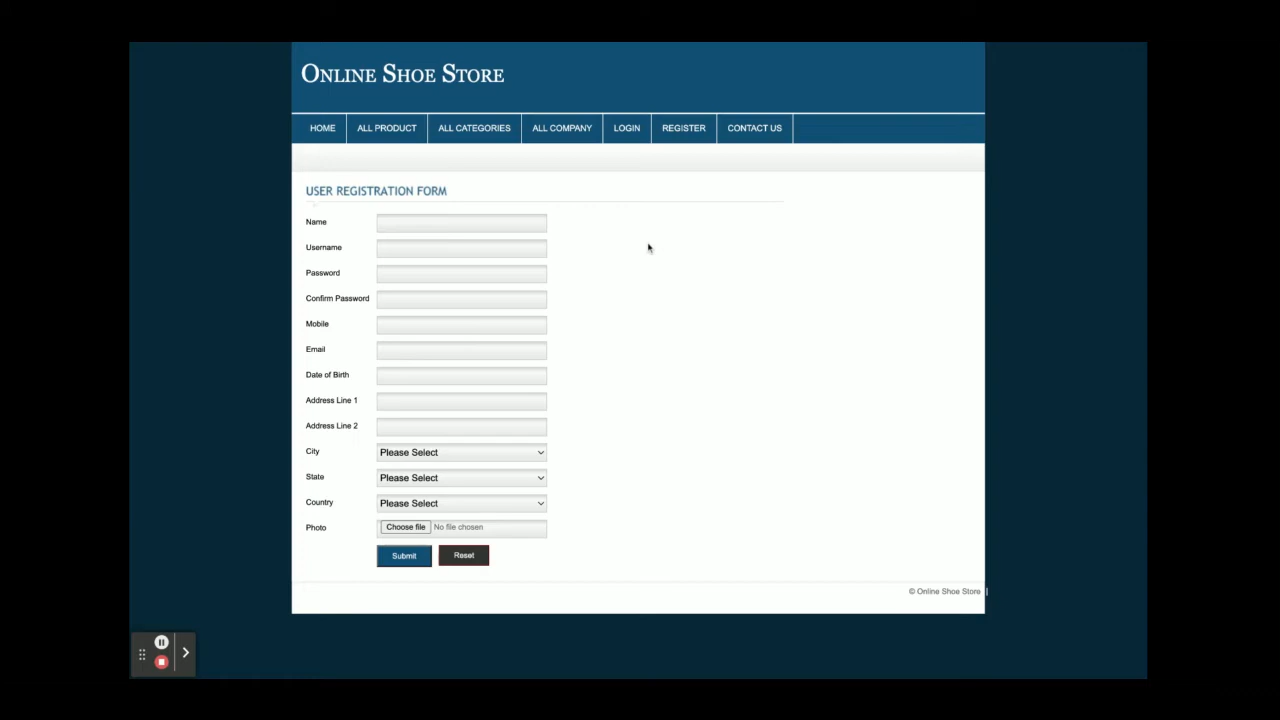 Online Shoe Store
HOME ALL PRODUCT ALL CATEGORIES ALL COMPANY LOGIN REGISTER CONTACT US
USER REGISTRATION FORM
Name
Username
Password
Confirm Password
Mobile
Email
Date of Birth
Address Line 1
Address Line 2
City Please Select
State Please Select
Country Please Select
Photo Choose file No file chosen
Submit Reset
© Online Shoe Store |